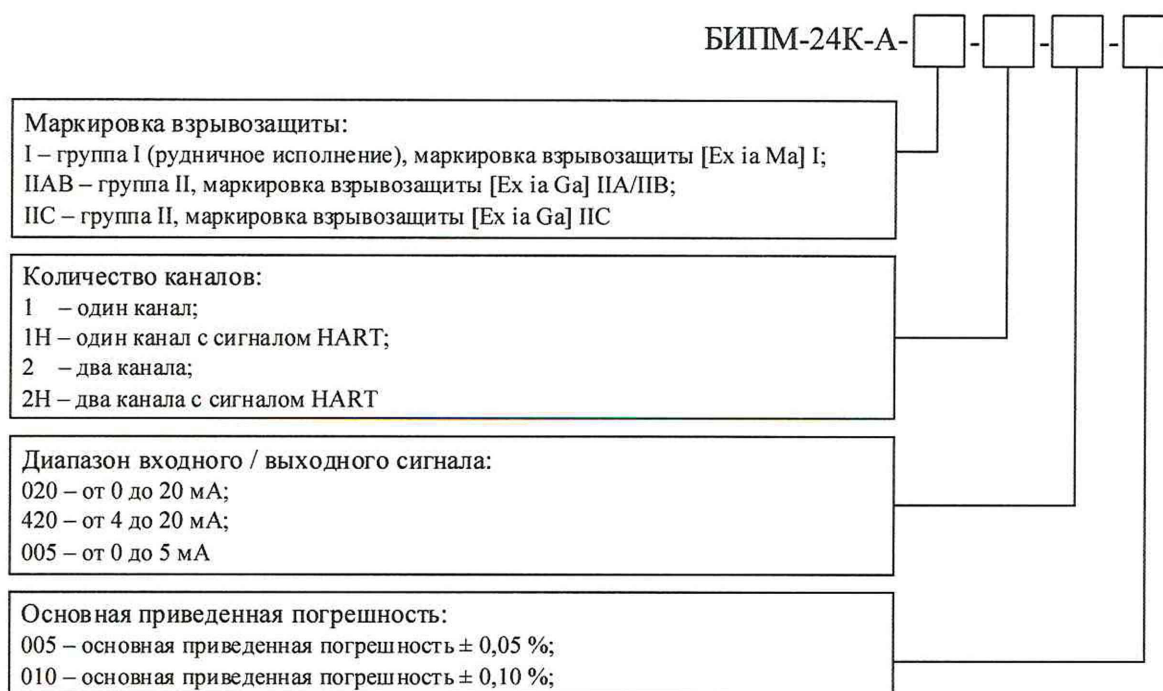 БИПМ-24К-А- - - -
Маркировка взрывозащиты:
I – группа I (рудничное исполнение), маркировка взрывозащиты [Ex ia Ma] I;
IIAB – группа II, маркировка взрывозащиты [Ex ia Ga] IIA/IIB;
IIC – группа II, маркировка взрывозащиты [Ex ia Ga] IIC
Количество каналов:
1 – один канал;
1H – один канал с сигналом HART;
2 – два канала;
2H – два канала с сигналом HART
Диапазон входного / выходного сигнала:
020 – от 0 до 20 мА;
420 – от 4 до 20 мА;
005 – от 0 до 5 мА
Основная приведенная погрешность:
005 – основная приведенная погрешность ± 0,05 %;
010 – основная приведенная погрешность ± 0,10 %;